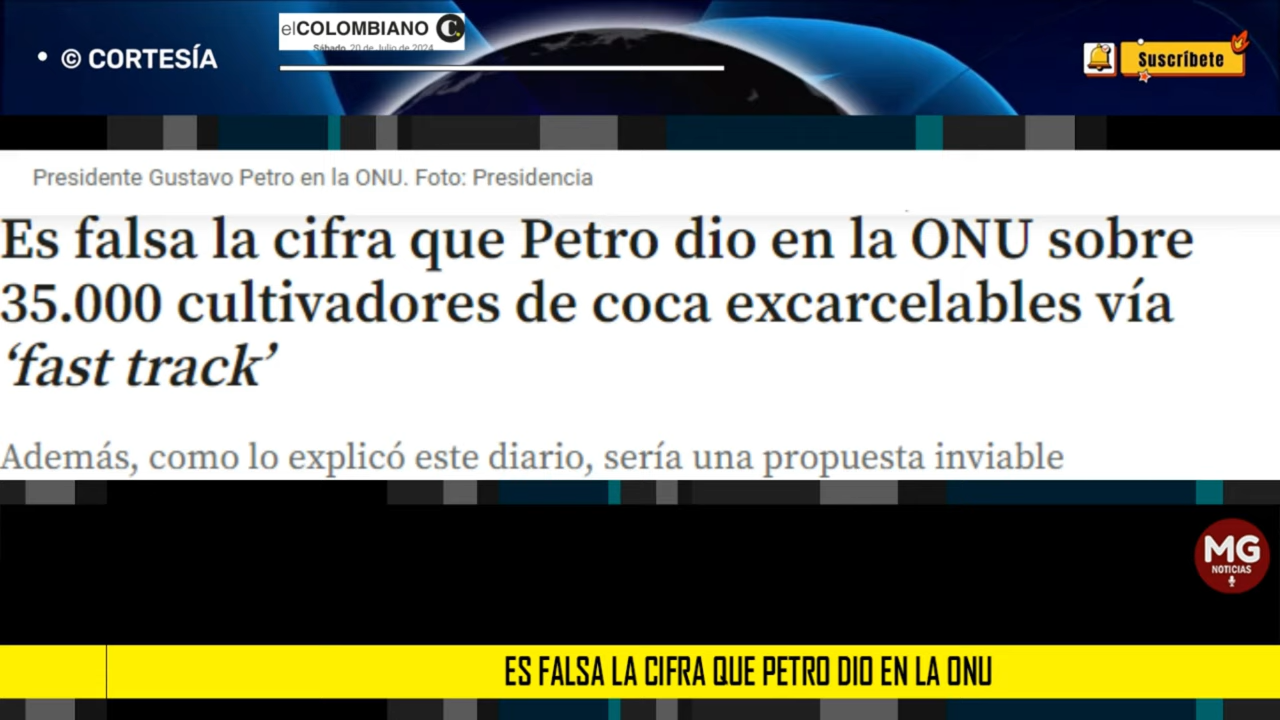 • © CORTESÍA
elCOLOMBIANO C
Sábado, 20 de Julio de 2024
Suscríbete
Presidente Gustavo Petro en la ONU. Foto: Presidencia
Es falsa la cifra que Petro dio en la ONU sobre
35.000 cultivadores de coca excarcelables vía
‘fast track’
Además, como lo explicó este diario, sería una propuesta inviable
MG
NOTICIAS
ES FALSA LA CIFRA QUE PETRO DIO EN LA ONU